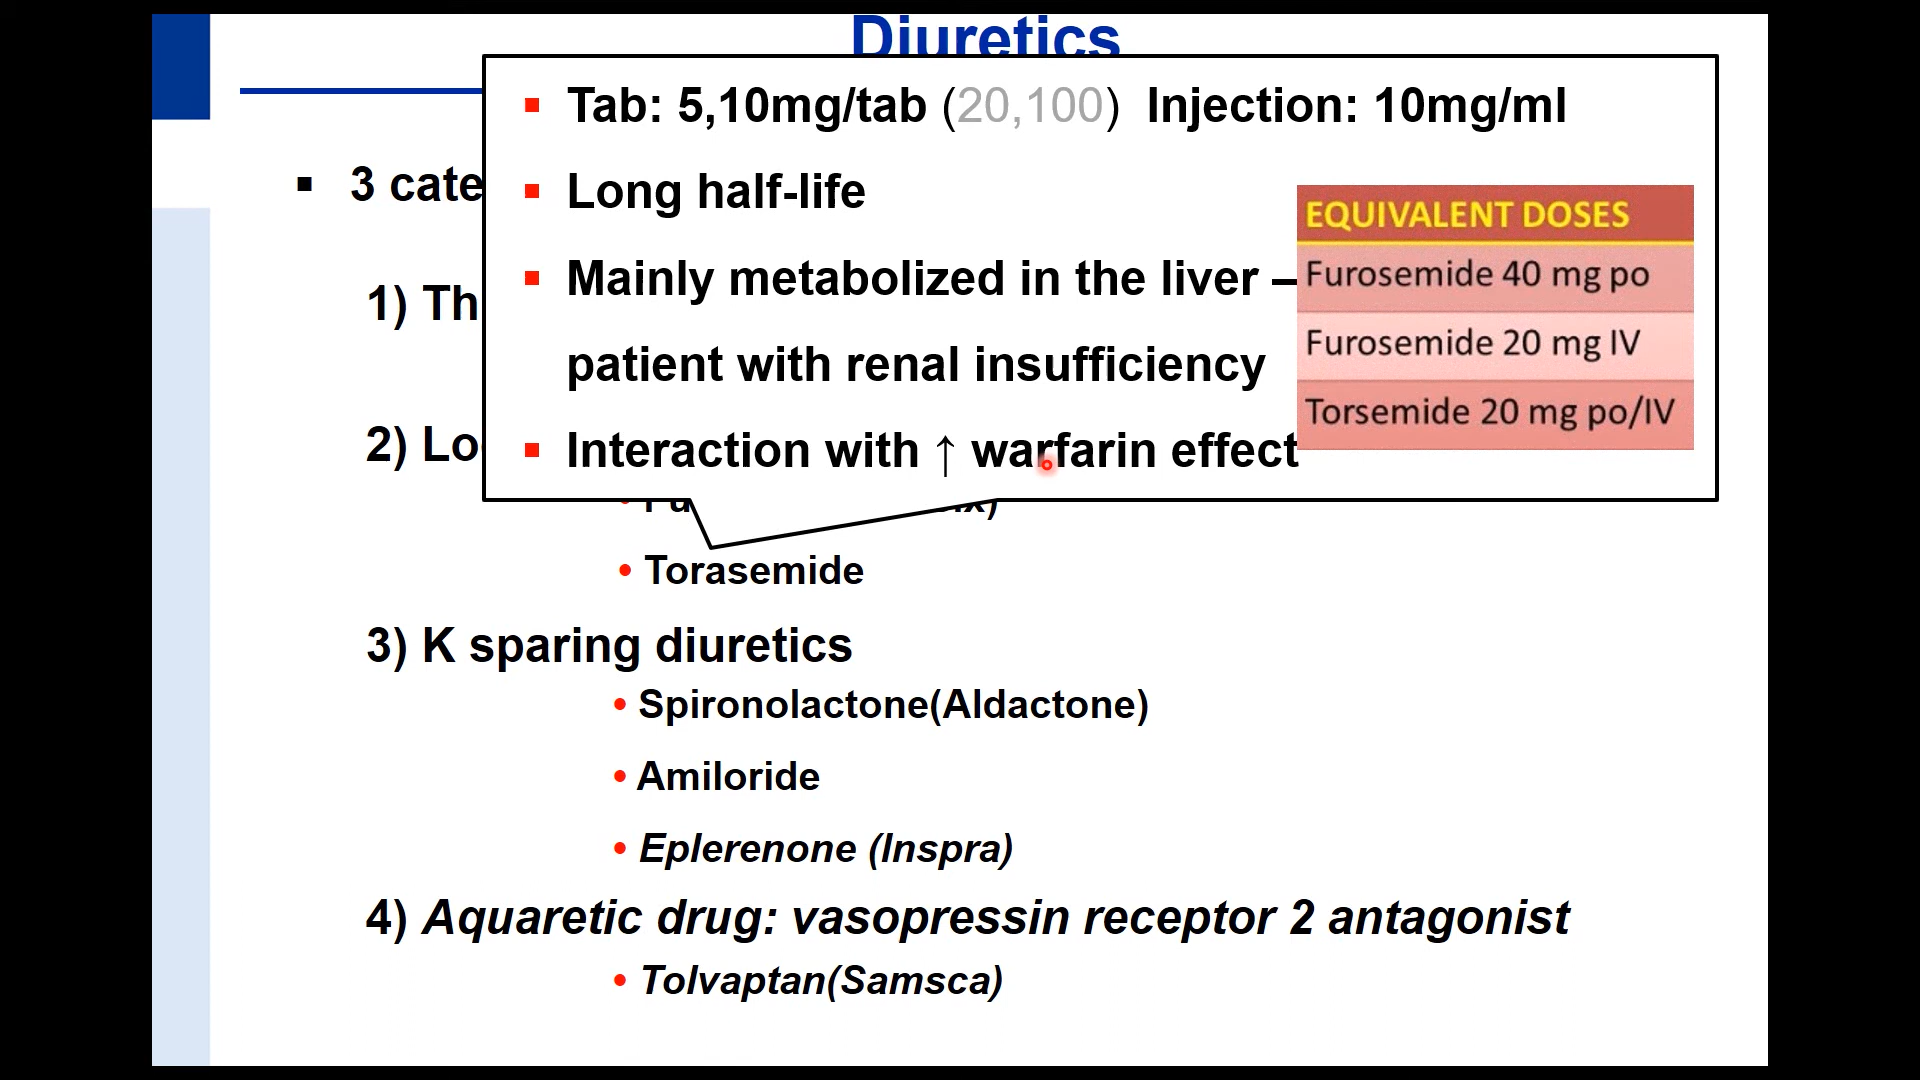 Diuretics
Tab: 5,10mg/tab (20,100) Injection: 10mg/ml
3 cate
Long half-life
EQUIVALENT DOSES
Mainly metabolized in the liver –
Furosemide 40 mg po
1) Th
Furosemide 20 mg IV
patient with renal insufficiency
Torsemide 20 mg po/IV
2) Lo
Interaction with ↑ warfarin effect
• Torasemide
3) K sparing diuretics
• Spironolactone(Aldactone)
• Amiloride
• Eplerenone (Inspra)
4) Aquaretic drug: vasopressin receptor 2 antagonist
• Tolvaptan(Samsca)